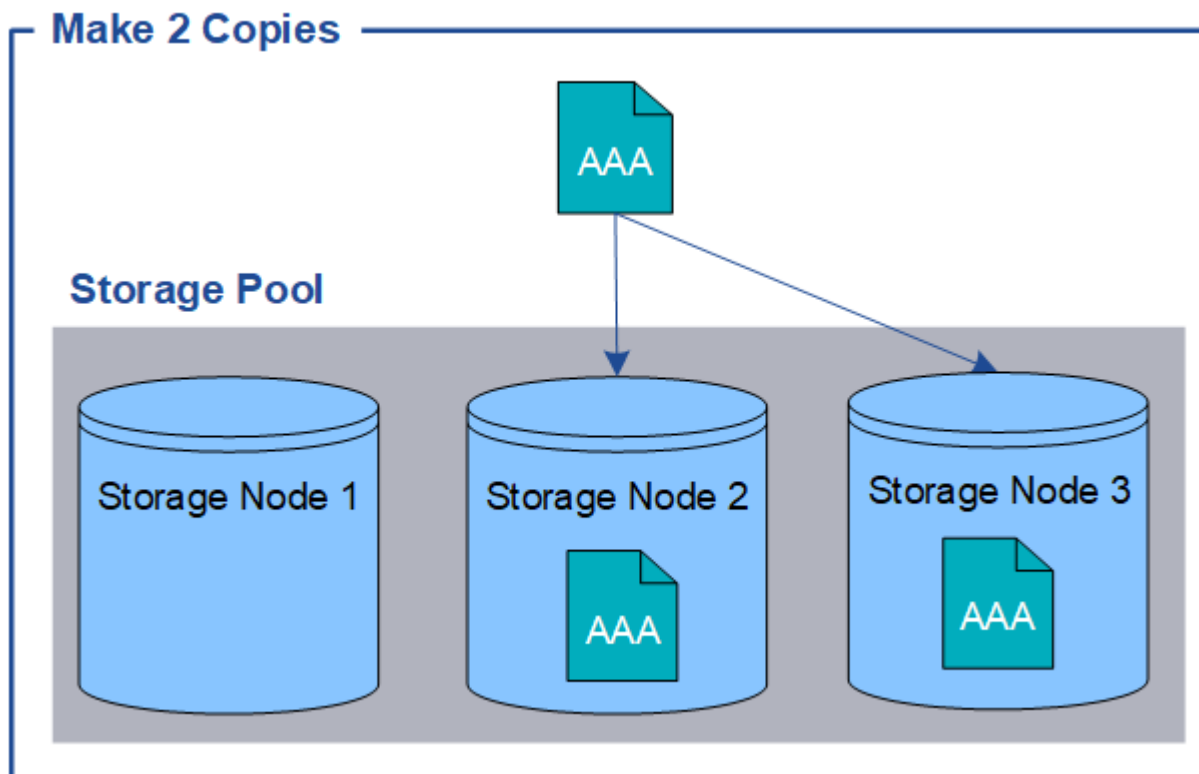 Make 2 Copies
AAA
Storage Pool
Storage Node 1
Storage Node 2
Storage Node 3
AAA
AAA